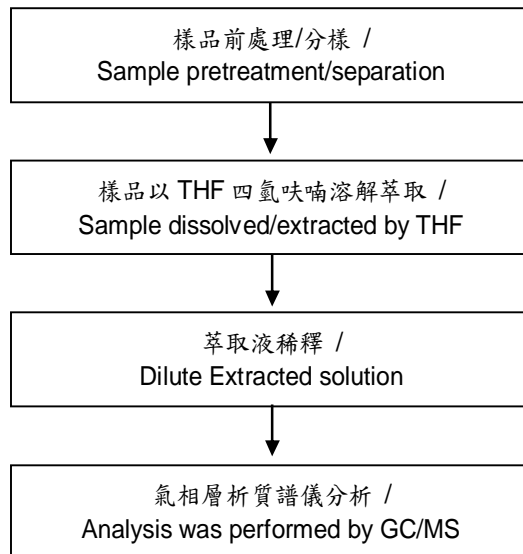 樣品前處理/分樣 /
Sample pretreatment/separation
樣品以 THF 四氫呋喃溶解萃取 /
Sample dissolved/extracted by THF
萃取液稀釋 /
Dilute Extracted solution
氣相層析質譜儀分析 /
Analysis was performed by GC/MS